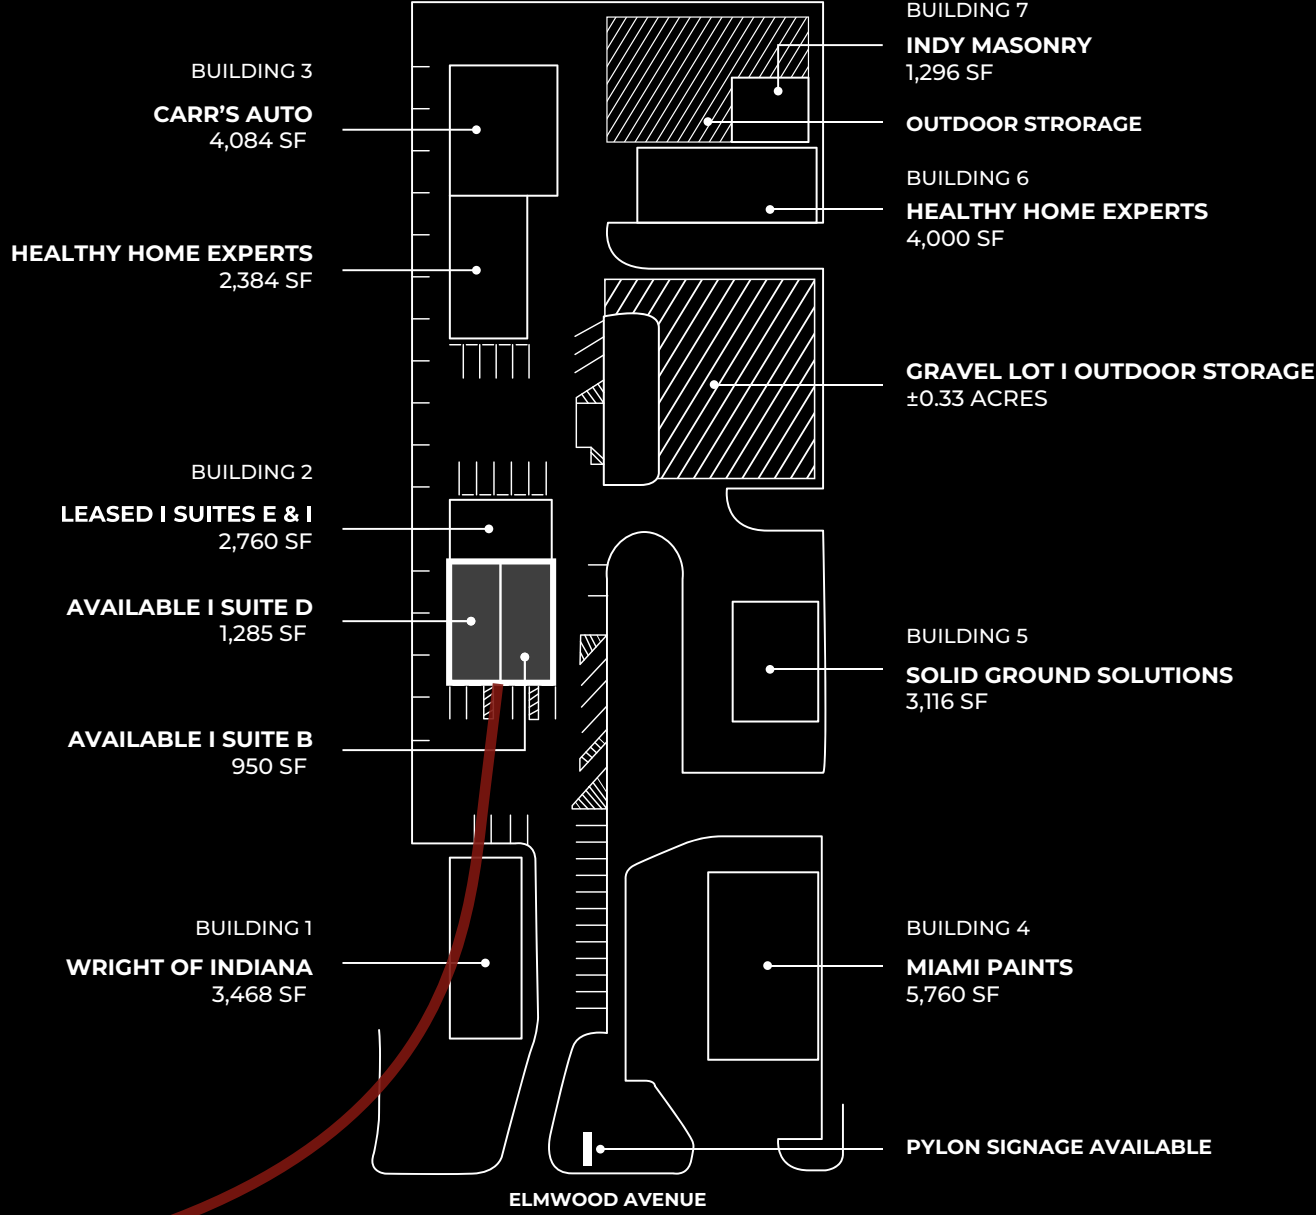 BUILDING 3
CARR'S AUTO
4,084 SF
HEALTHY HOME EXPERTS
2,384 SF
BUILDING 2
LEASED I SUITES E & I
2,760 SF
AVAILABLE I SUITE D
1,285 SF
AVAILABLE I SUITE B
950 SF
BUILDING 1
WRIGHT OF INDIANA
3,468 SF
BUILDING 7
INDY MASONRY
1,296 SF
OUTDOOR STRORAGE
BUILDING 6
HEALTHY HOME EXPERTS
4,000 SF
GRAVEL LOT I OUTDOOR STORAGE
±0.33 ACRES
BUILDING 5
SOLID GROUND SOLUTIONS
3,116 SF
BUILDING 4
MIAMI PAINTS
5,760 SF
PYLON SIGNAGE AVAILABLE
ELMWOOD AVENUE